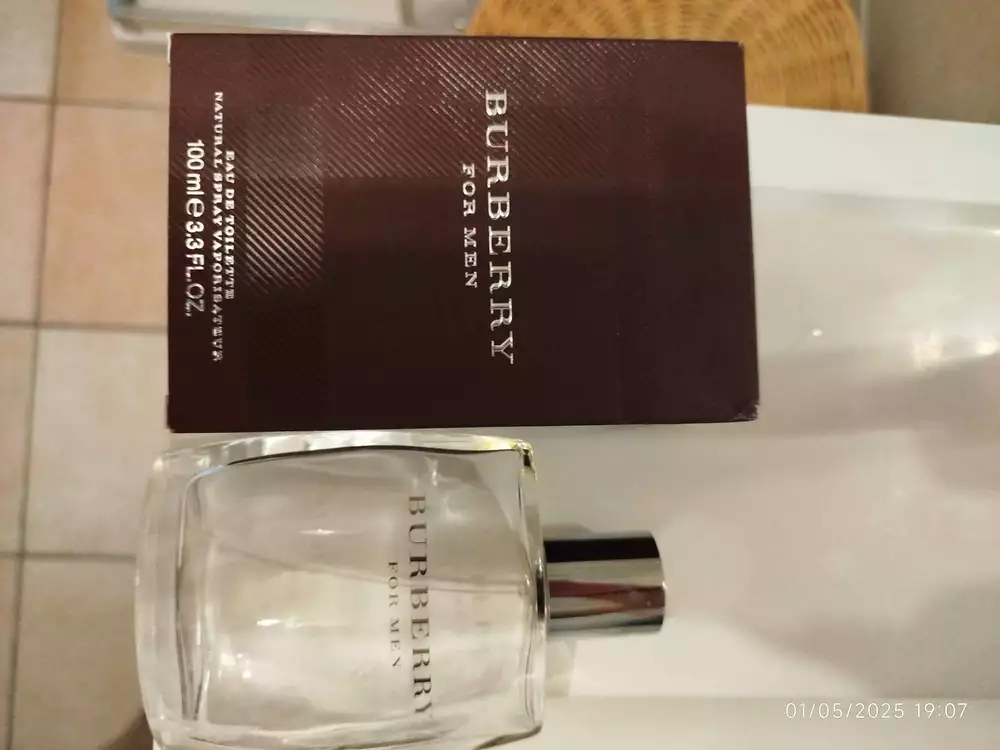 BURBERRY
FOR MEN
EAU DE TOILETTE
NATURAL SPRAY VAPORISATEUR
100 ml e 3.3 FL.OZ.
BURBERRY
FOR MEN
01/05/2025 19:07